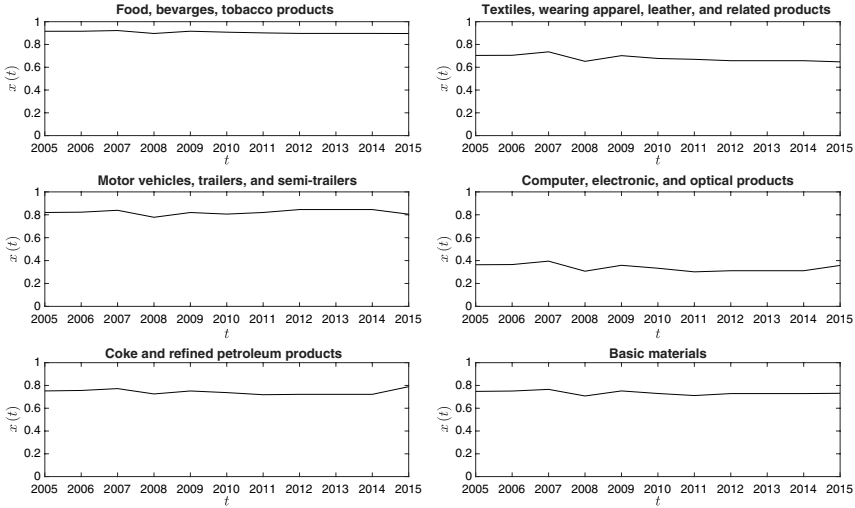 Food, bevarges, tobacco products
1
0.8
0.6
0.4
0.2
0
x(t)
2005 2006 2007 2008 2009 2010 2011 2012 2013 2014 2015
t
Textiles, wearing apparel, leather, and related products
1
0.8
0.6
0.4
0.2
0
x(t)
2005 2006 2007 2008 2009 2010 2011 2012 2013 2014 2015
t
Motor vehicles, trailers, and semi-trailers
1
0.8
0.6
0.4
0.2
0
x(t)
2005 2006 2007 2008 2009 2010 2011 2012 2013 2014 2015
t
Computer, electronic, and optical products
1
0.8
0.6
0.4
0.2
0
x(t)
2005 2006 2007 2008 2009 2010 2011 2012 2013 2014 2015
t
Coke and refined petroleum products
1
0.8
0.6
0.4
0.2
0
x(t)
2005 2006 2007 2008 2009 2010 2011 2012 2013 2014 2015
t
Basic materials
1
0.8
0.6
0.4
0.2
0
x(t)
2005 2006 2007 2008 2009 2010 2011 2012 2013 2014 2015
t